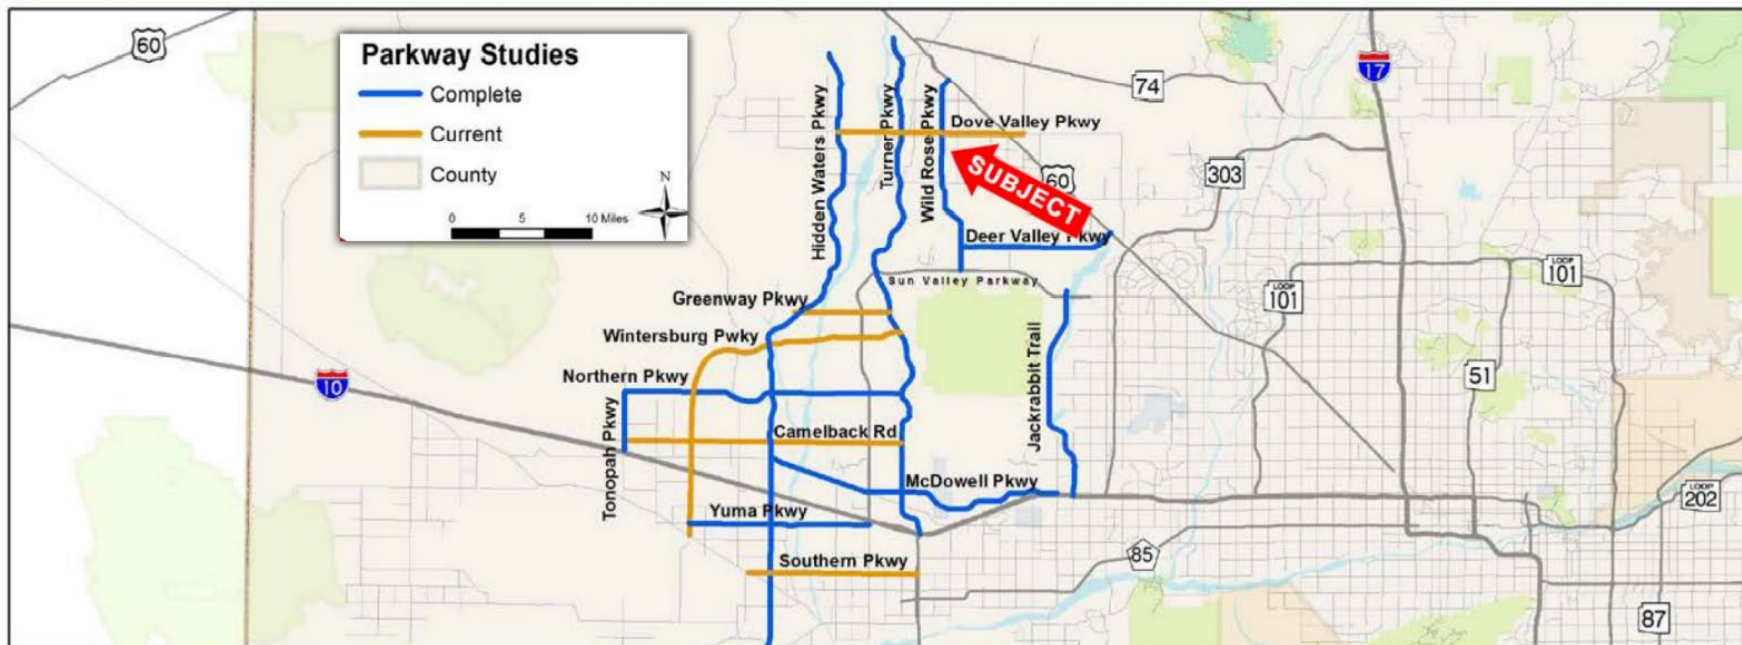 60
Parkway Studies
Complete
Current
County
0 5 10 Miles
N
Hidden Waters Pkwy
Turner Pkwy
Wild Rose Pkwy
Dove Valley Pkwy
SUBJECT
60
74
17
303
Deer Valley Pkwy
Sun Valley Parkway
LOOP
101
LOOP
101
Greenway Pkwy
Wintersburg Pwky
Northern Pkwy
10
Jackrabbit Trail
51
Tonopah Pkwy
Camelback Rd
McDowell Pkwy
LOOP
202
Yuma Pkwy
85
Southern Pkwy
87